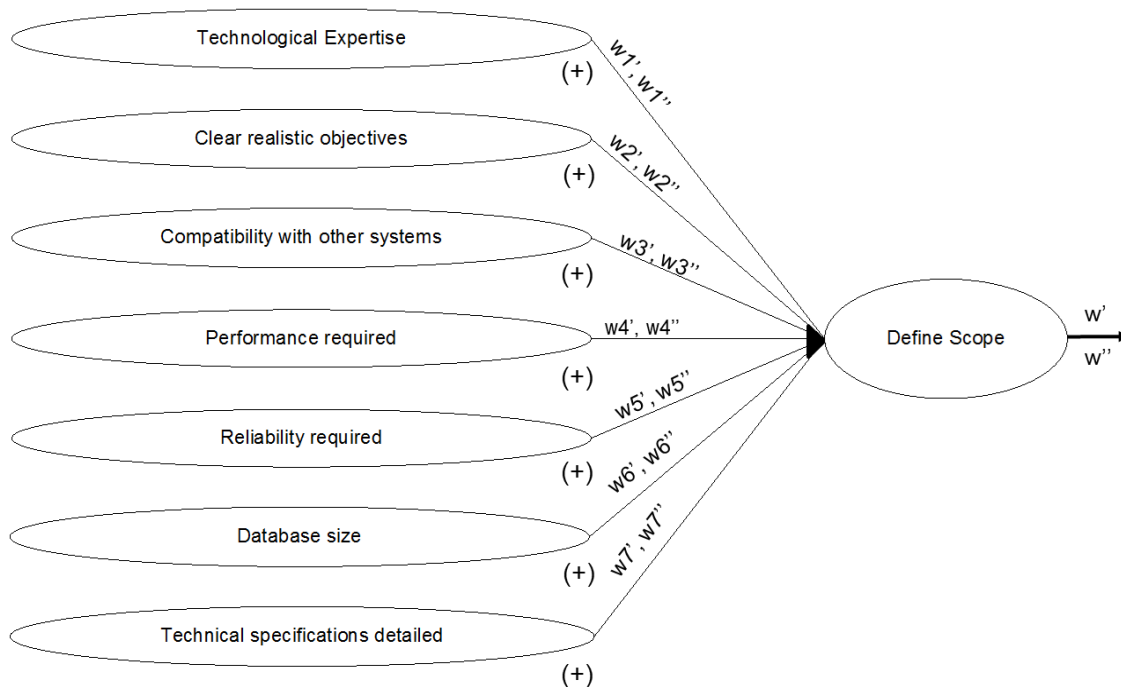 Technological Expertise
(+)
w1’, w1’’
Clear realistic objectives
(+)
w2’, w2’’
Compatibility with other systems
(+)
w3’, w3’’
Performance required
(+)
w4’, w4’’
Reliability required
(+)
w5’, w5’’
Database size
(+)
w6’, w6’’
Technical specifications detailed
(+)
w7’, w7’’
Define Scope
w’
w’’